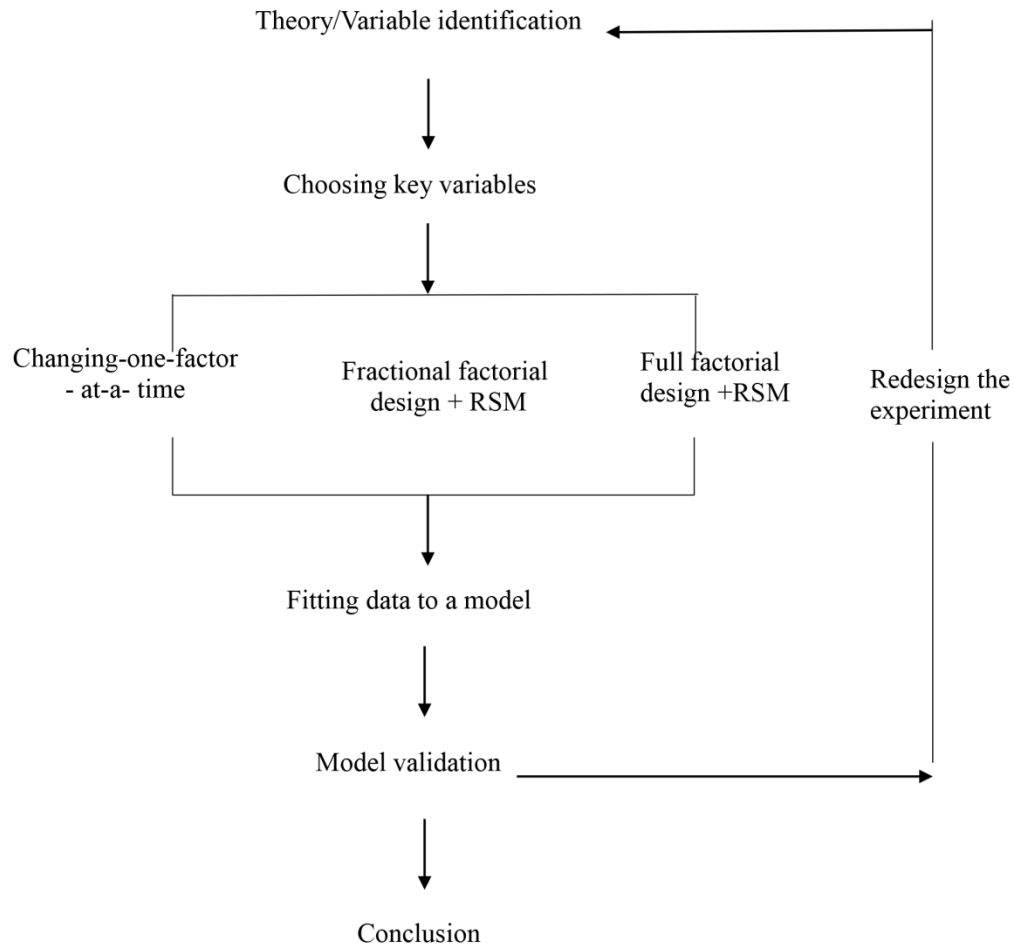 Theory/Variable identification
Choosing key variables
Changing-one-factor
- at-a- time
Fractional factorial
design + RSM
Full factorial
design +RSM
Redesign the
experiment
Fitting data to a model
Model validation
Conclusion